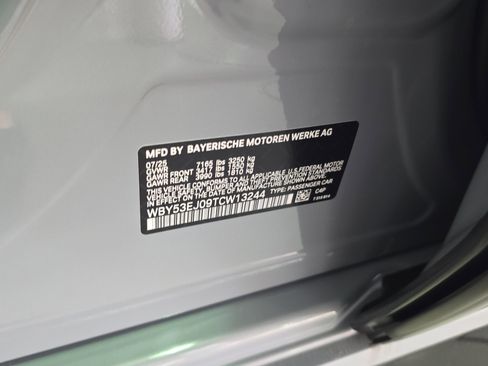 MFD BY BAYERISCHE MOTOREN WERKE AG
07/25
GVWR 7165 lbs 3250 kg
GAWR FRONT 3417 lbs 1550 kg
GAWR REAR 3990 lbs 1810 kg
THIS VEHICLE CONFORMS TO ALL APPLICABLE U.S. FEDERAL MOTOR
VEHICLE SAFETY, BUMPER AND THEFT PREVENTION STANDARDS
IN EFFECT ON THE DATE OF MANUFACTURE SHOWN ABOVE.
WBY53EJ09TCW13244 TYPE: PASSENGER CAR
C4P